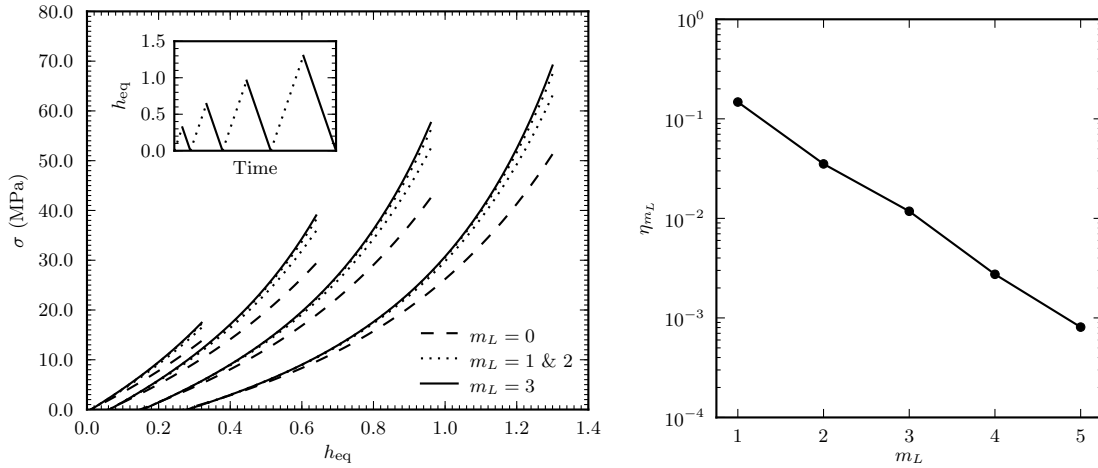 80.0
70.0
60.0
50.0
40.0
30.0
20.0
10.0
0.0
σ (MPa)
0.0 0.2 0.4 0.6 0.8 1.0 1.2 1.4
h_eq
1.5
1.0
0.5
0.0
h_eq
Time
m_L = 0
m_L = 1 & 2
m_L = 3
10^0
10^−1
10^−2
10^−3
10^−4
η_{m_L}
1 2 3 4 5
m_L